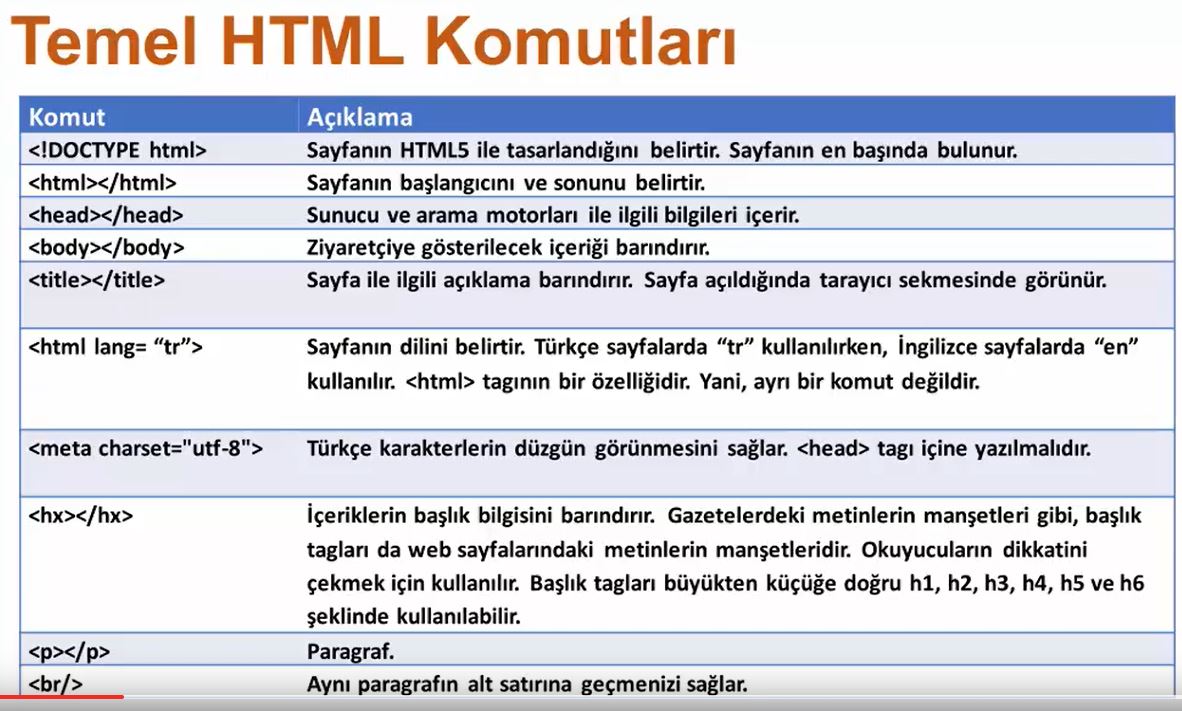 Temel HTML Komutları
Komut Açıklama
<!DOCTYPE html> Sayfanın HTML5 ile tasarlandığını belirtir. Sayfanın en başında bulunur.
<html></html> Sayfanın başlangıcını ve sonunu belirtir.
<head></head> Sunucu ve arama motorları ile ilgili bilgileri içerir.
<body></body> Ziyaretçiye gösterilecek içeriği barındırır.
<title></title> Sayfa ile ilgili açıklama barındırır. Sayfa açıldığında tarayıcı sekmesinde görünür.
<html lang= “tr”> Sayfanın dilini belirtir. Türkçe sayfalarda “tr” kullanılırken, İngilizce sayfalarda “en”
kullanılır. <html> tagının bir özelliğidir. Yani, ayrı bir komut değildir.
<meta charset="utf-8"> Türkçe karakterlerin düzgün görünmesini sağlar. <head> tagı içine yazılmalıdır.
<hx></hx> İçeriklerin başlık bilgisini barındırır. Gazetelerdeki metinlerin manşetleri gibi, başlık
tagları da web sayfalarındaki metinlerin manşetleridir. Okuyucuların dikkatini
çekmek için kullanılır. Başlık tagları büyükten küçüğe doğru h1, h2, h3, h4, h5 ve h6
şeklinde kullanılabilir.
<p></p> Paragraf.
<br/> Aynı paragrafın alt satırına geçmenizi sağlar.